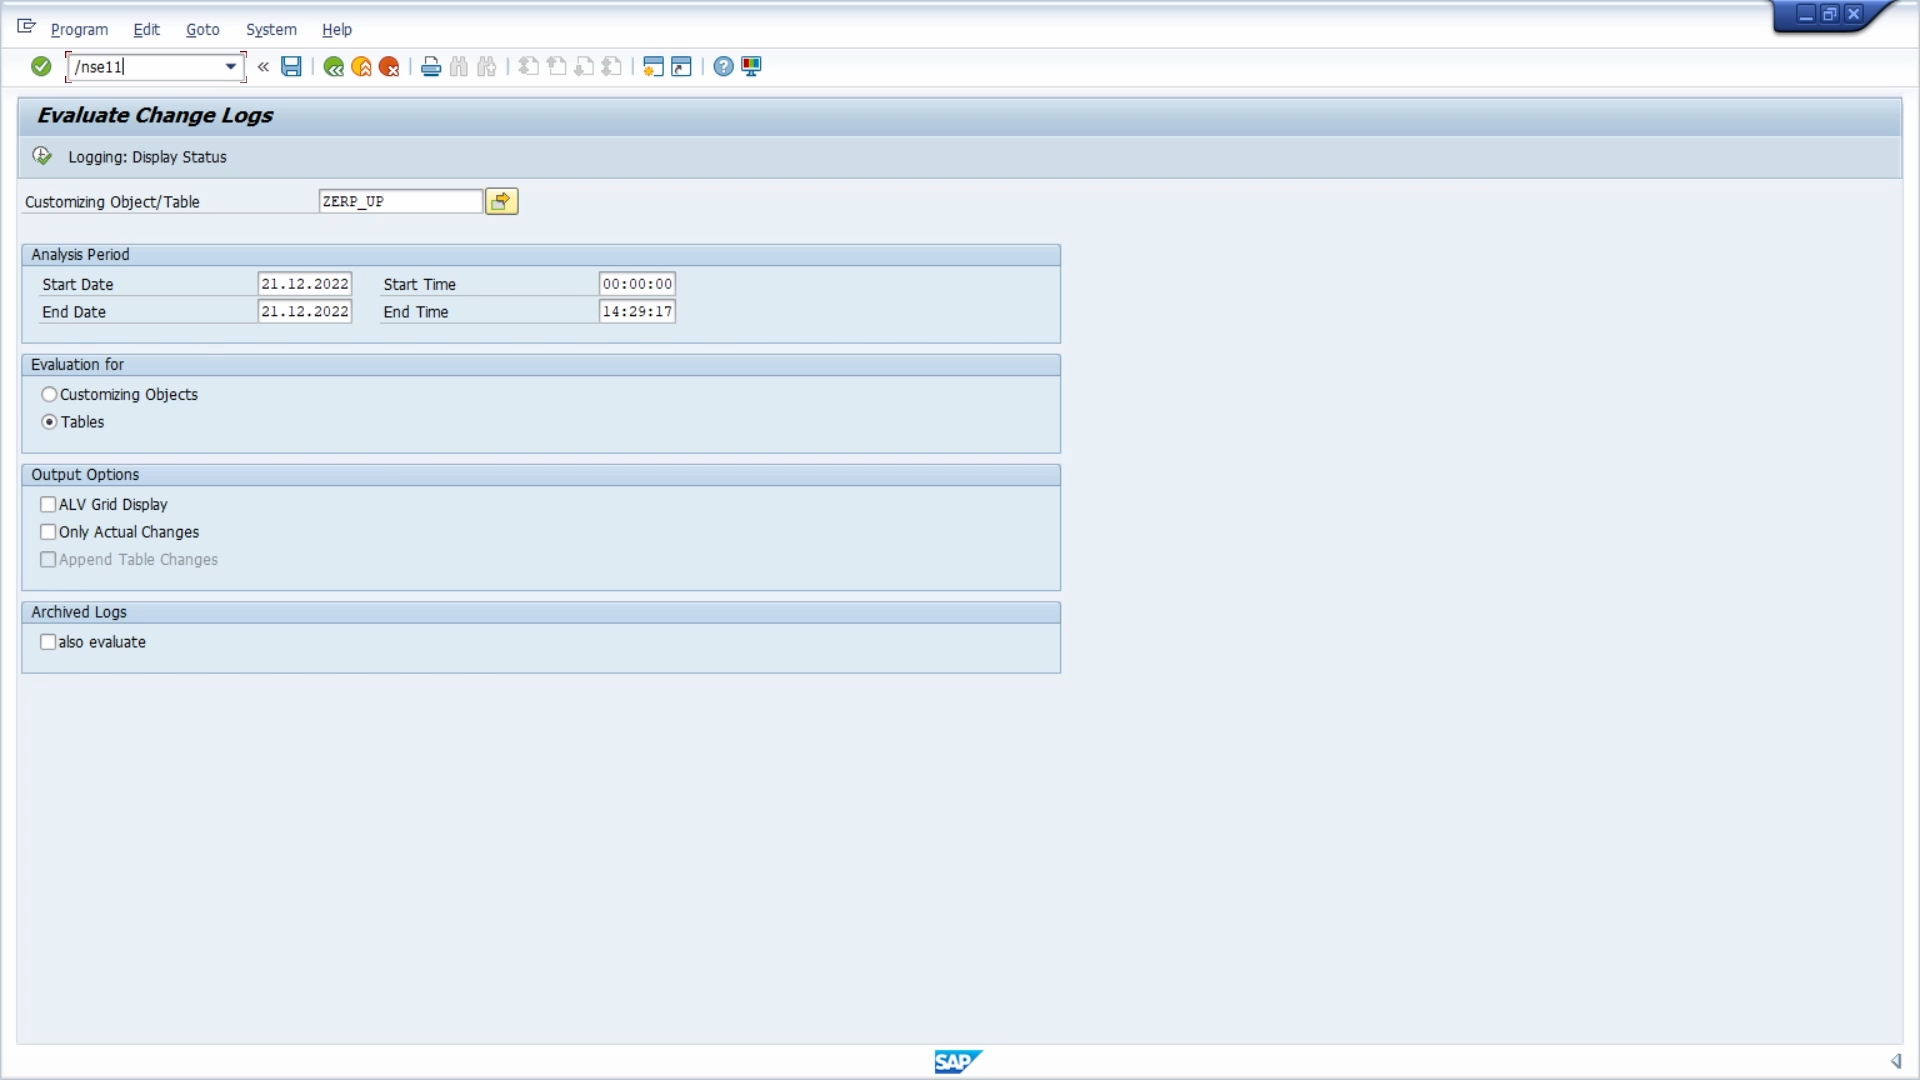 Program Edit Goto System Help
/nse11
Evaluate Change Logs
Logging: Display Status
Customizing Object/Table ZERP_UP
Analysis Period
Start Date 21.12.2022 Start Time 00:00:00
End Date 21.12.2022 End Time 14:29:17
Evaluation for
Customizing Objects
Tables
Output Options
ALV Grid Display
Only Actual Changes
Append Table Changes
Archived Logs
also evaluate
SAP